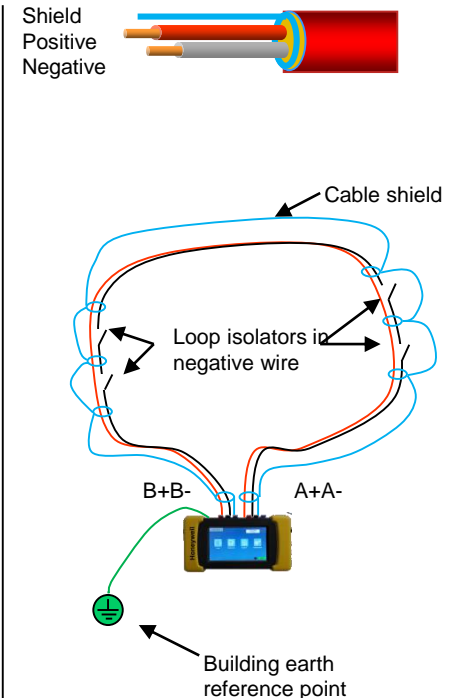 Shield
Positive
Negative
Cable shield
Loop isolators in
negative wire
B+B-
A+A-
Honeywell
Building earth
reference point